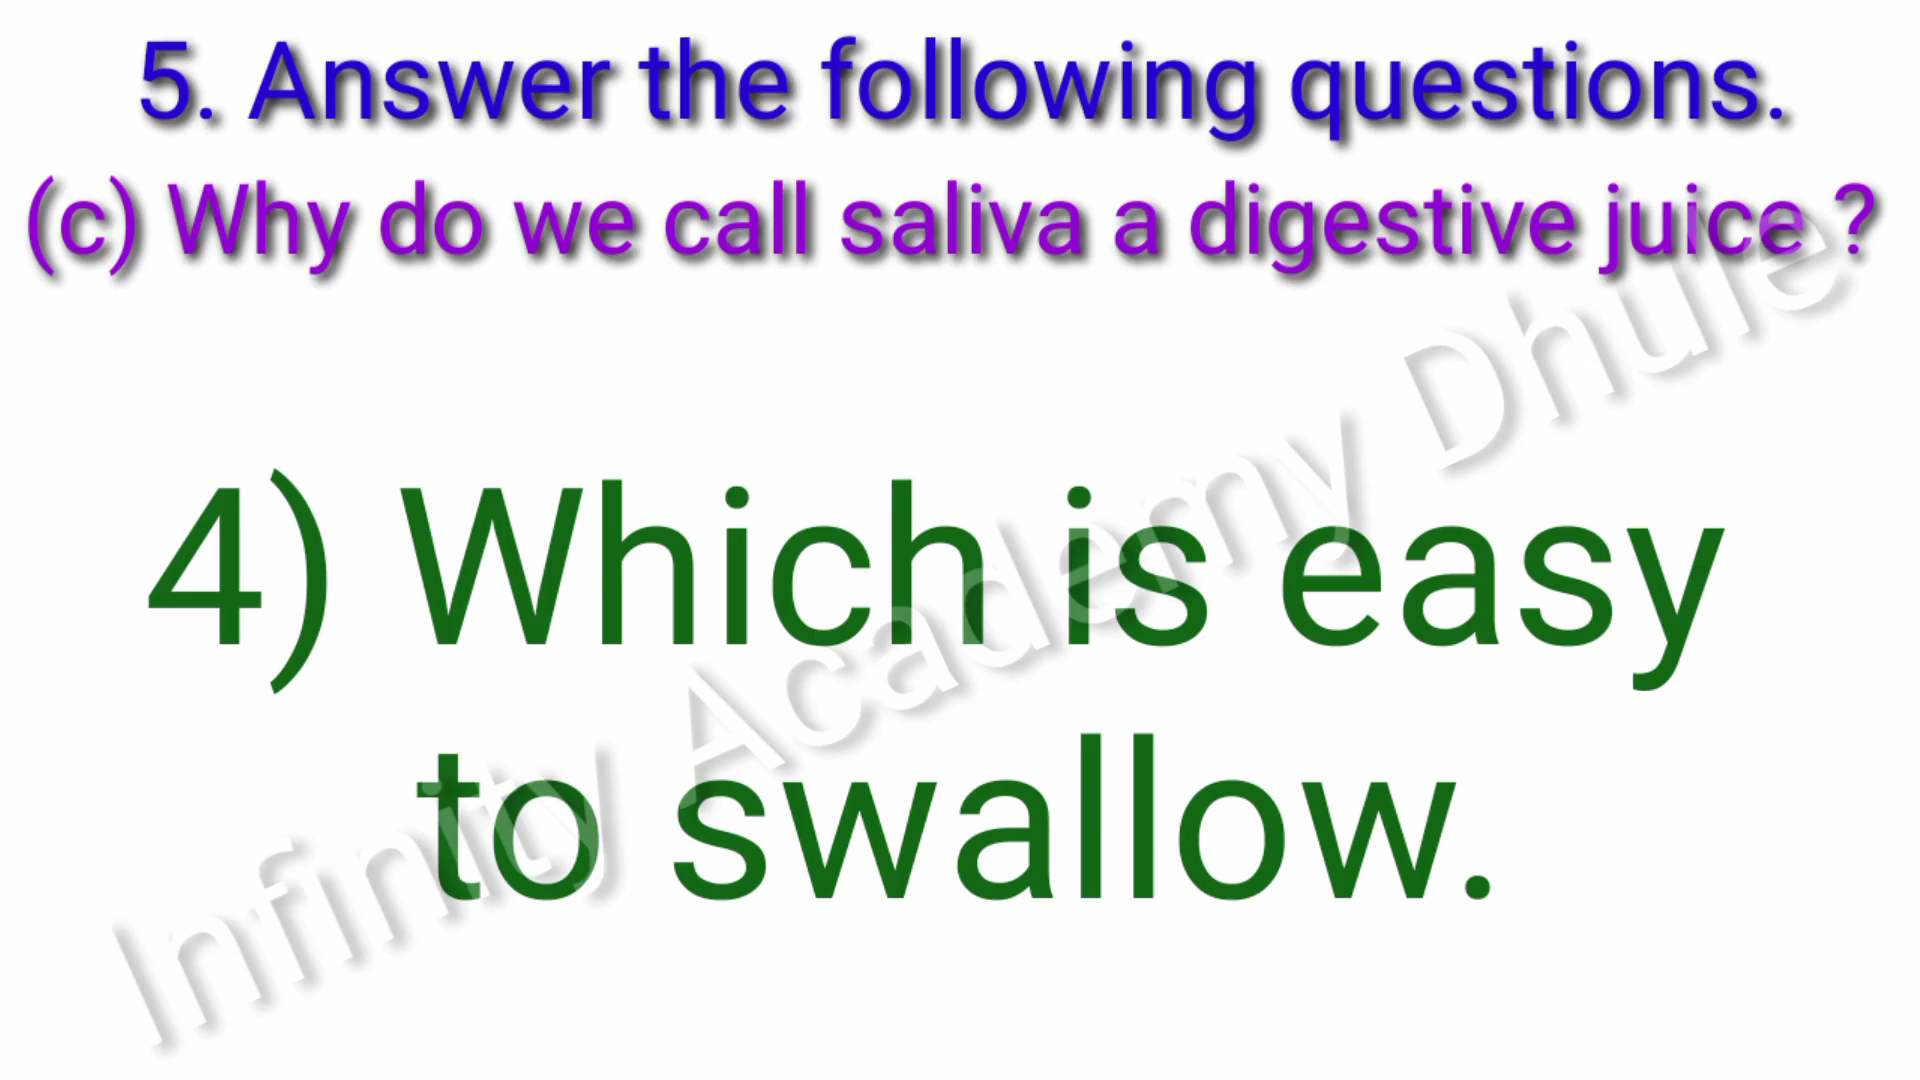 5. Answer the following questions.
(c) Why do we call saliva a digestive juice ?
4) Which is easy
to swallow.
Infinity Academy Dhule